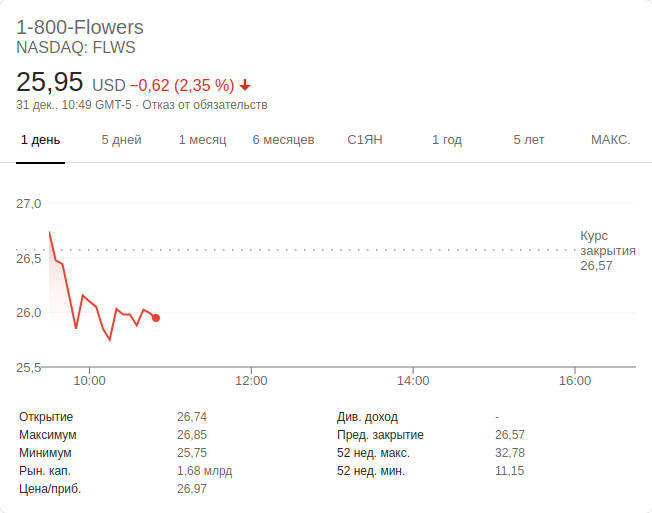 1-800-Flowers
NASDAQ: FLWS
25,95 USD −0,62 (2,35 %)
31 дек., 10:49 GMT-5 · Отказ от обязательств
1 день 5 дней 1 месяц 6 месяцев С1ЯН 1 год 5 лет МАКС.
27,0
26,5
26,0
25,5
Курс
закрытия
26,57
10:00 12:00 14:00 16:00
Открытие 26,74
Максимум 26,85
Минимум 25,75
Рын. кап. 1,68 млрд
Цена/приб. 26,97
Див. доход -
Пред. закрытие 26,57
52 нед. макс. 32,78
52 нед. мин. 11,15